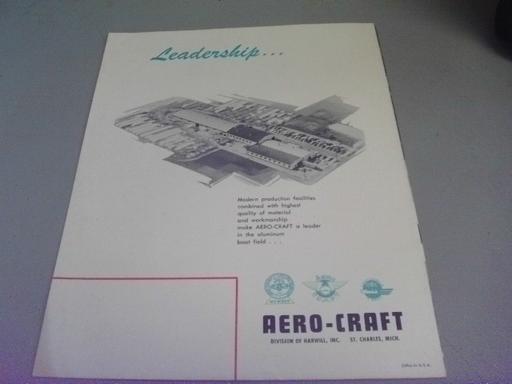 Leadership...
Modern production facilities
combined with highest
quality of material
and workmanship
make AERO-CRAFT a leader
in the aluminum
boat field . . .
AERO-CRAFT
DIVISION OF HARWILL, INC. ST. CHARLES, MICH.